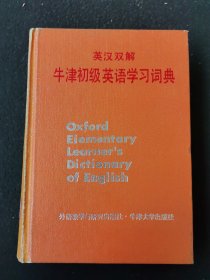 英汉双解
牛津初级英语学习词典
Oxford
Elementary
Learner's
Dictionary
of English
外语教学与研究出版社·牛津大学出版社